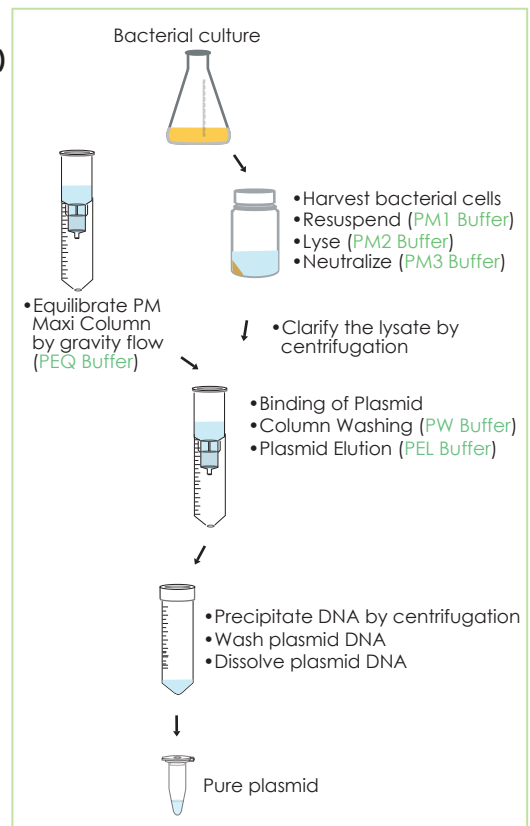 )
Bacterial culture
•Harvest bacterial cells
•Resuspend (PM1 Buffer)
•Lyse (PM2 Buffer)
•Neutralize (PM3 Buffer)
•Equilibrate PM
Maxi Column
by gravity flow
(PEQ Buffer)
•Clarify the lysate by
centrifugation
•Binding of Plasmid
•Column Washing (PW Buffer)
•Plasmid Elution (PEL Buffer)
•Precipitate DNA by centrifugation
•Wash plasmid DNA
•Dissolve plasmid DNA
Pure plasmid